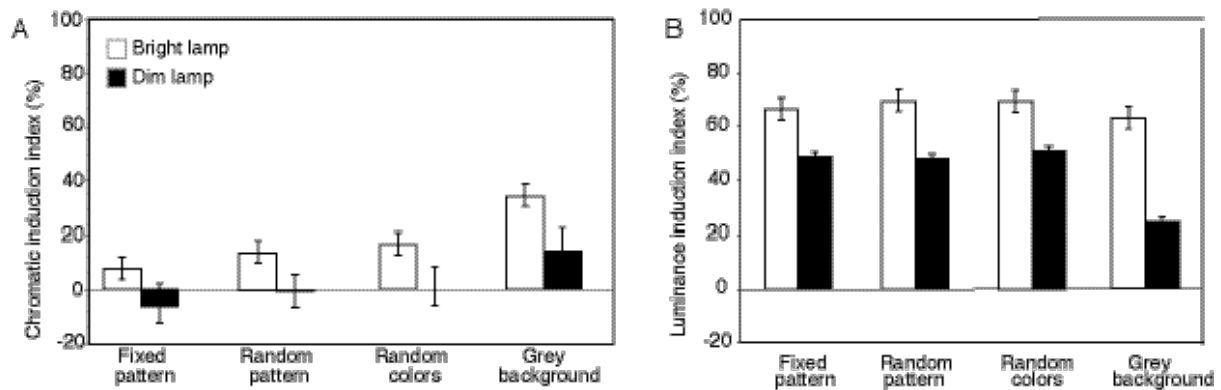 A
Chromatic induction index (%)
100
80
60
40
20
0
-20
Bright lamp
Dim lamp
Fixed
pattern
Random
pattern
Random
colors
Grey
background
B
Luminance induction index (%)
100
80
60
40
20
0
-20
Fixed
pattern
Random
pattern
Random
colors
Grey
background